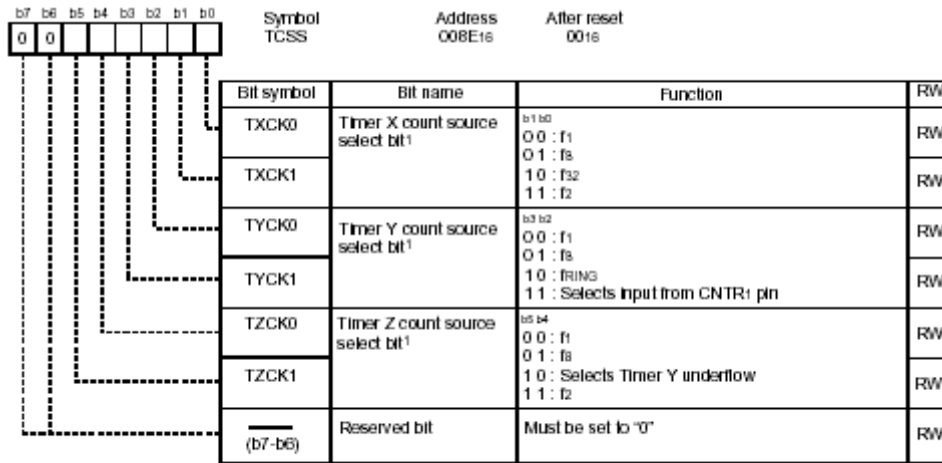 b7 b6 b5 b4 b3 b2 b1 b0
0 0
Symbol Address After reset
TCSS 008E16 0016
Bit symbol Bit name Function RW
TXCK0 Timer X count source select bit1 b1 b0 RW
0 0 : f1
0 1 : f8
TXCK1 1 0 : f32 RW
1 1 : f2
TYCK0 Timer Y count source select bit1 b3 b2 RW
0 0 : f1
0 1 : f8
TYCK1 1 0 : fRING RW
1 1 : Selects input from CNTR1 pin
TZCK0 Timer Z count source select bit1 b5 b4 RW
0 0 : f1
0 1 : f8
TZCK1 1 0 : Selects Timer Y underflow RW
1 1 : f2
(b7-b6) Reserved bit Must be set to "0" RW